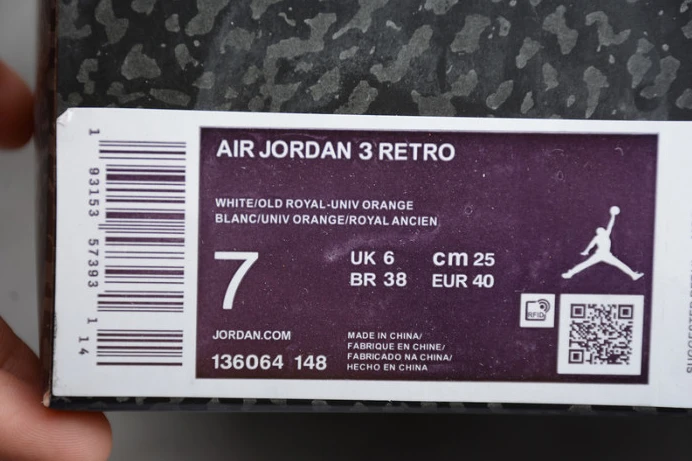 AIR JORDAN 3 RETRO
WHITE/OLD ROYAL-UNIV ORANGE
BLANC/UNIV ORANGE/ROYAL ANCIEN
7
UK 6 cm 25
BR 38 EUR 40
RFID
JORDAN.COM
136064 148
MADE IN CHINA/
FABRIQUE EN CHINE/
FABRICADO NA CHINA/
HECHO EN CHINA
1 93153 57393 1 14